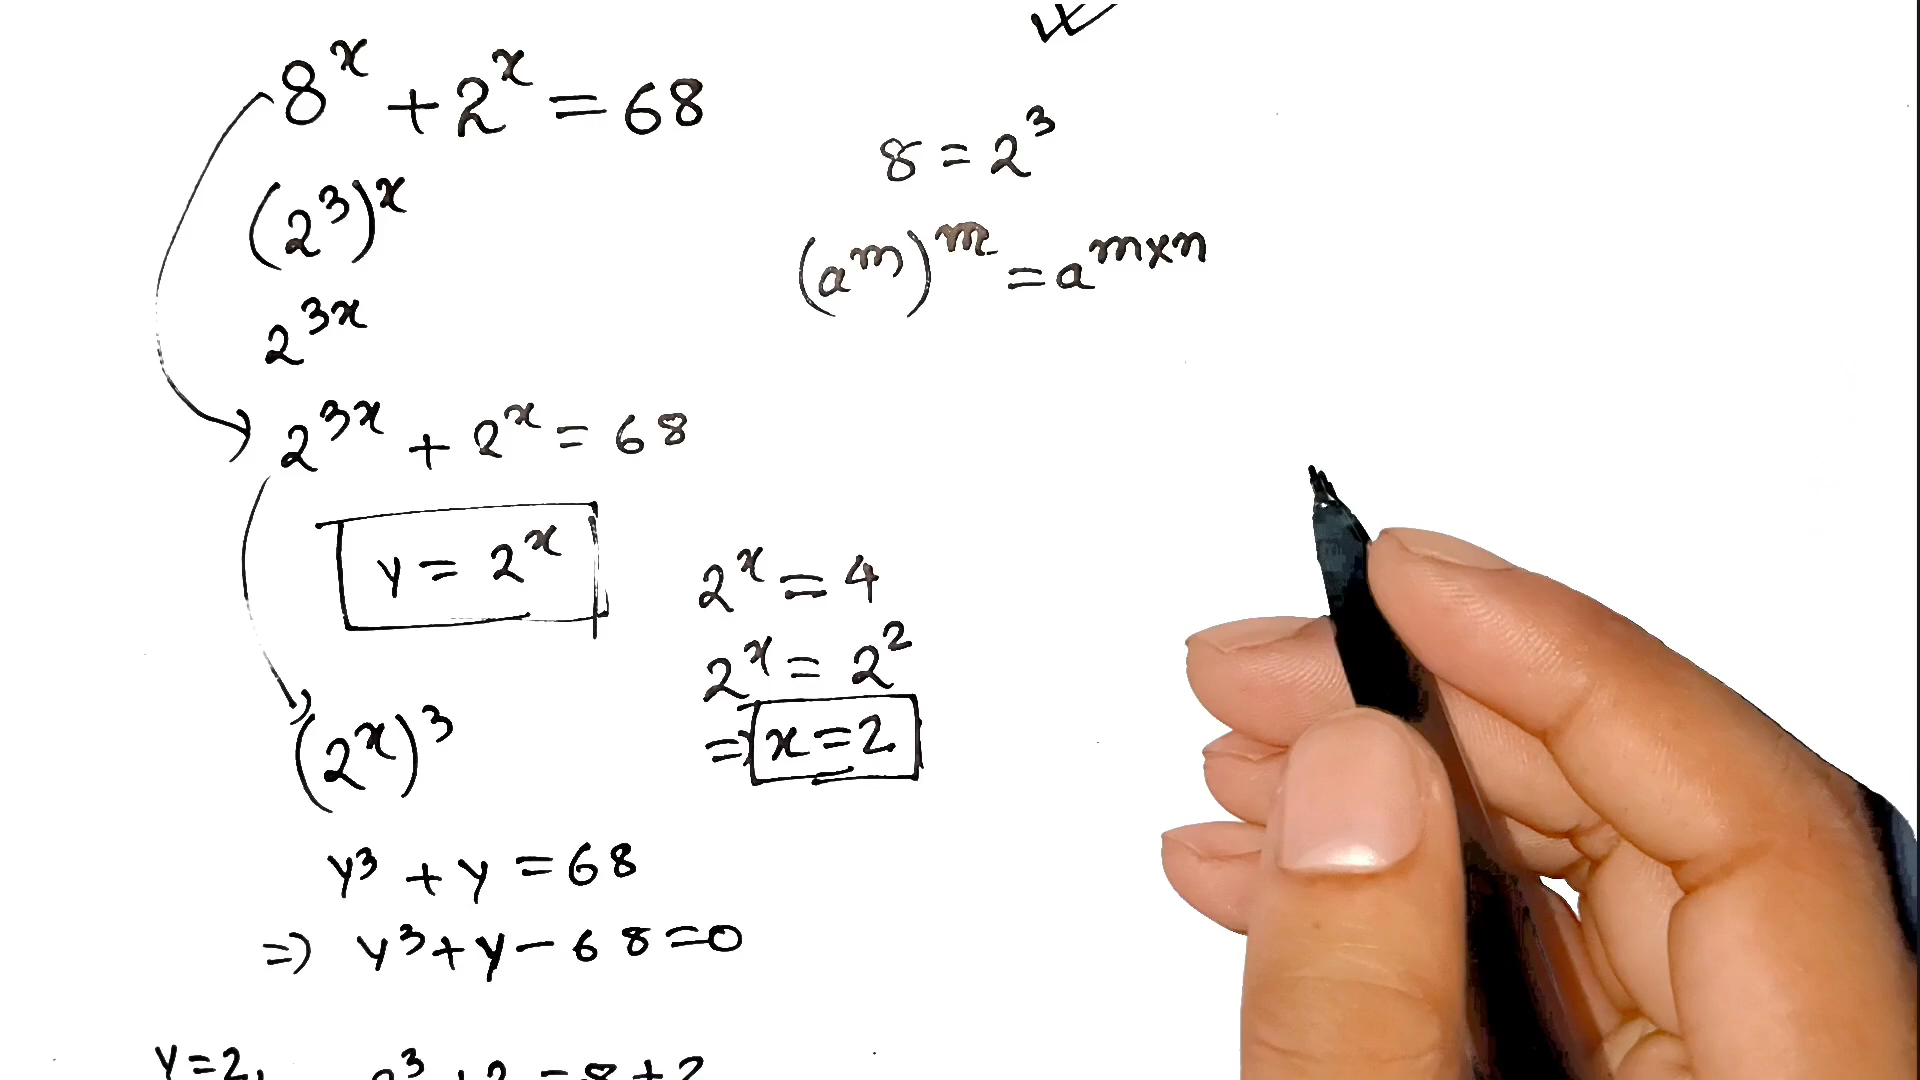 8^x + 2^x = 68
(2^3)^x
2^{3x}
2^{3x} + 2^x = 68
y = 2^x
(2^x)^3
y^3 + y = 68
=> y^3 + y - 68 = 0
y = 2,
8 = 2^3
(a^m)^m = a^{m×n}
2^x = 4
2^x = 2^2
=> x = 2